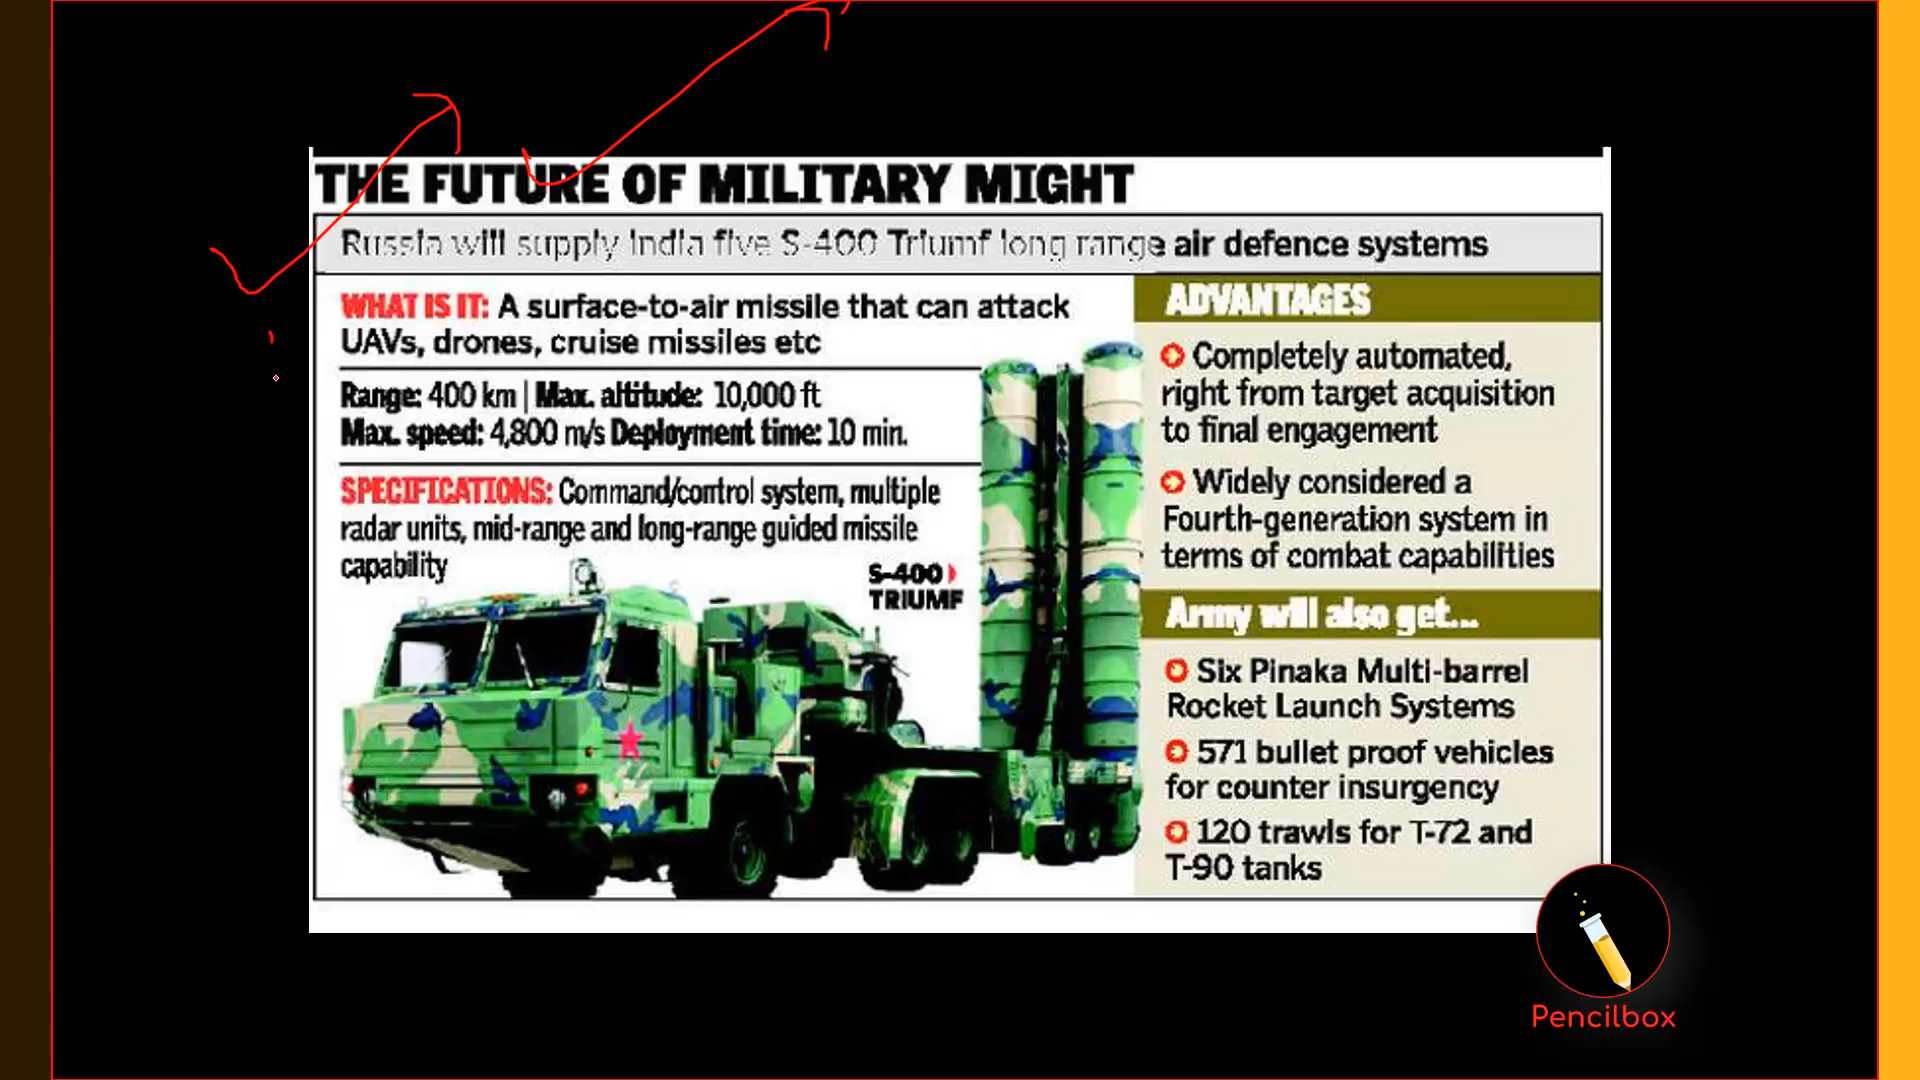 THE FUTURE OF MILITARY MIGHT
Russia will supply India five S-400 Triumf long range air defence systems
WHAT IS IT: A surface-to-air missile that can attack
UAVs, drones, cruise missiles etc
Range: 400 km | Max. altitude: 10,000 ft
Max. speed: 4,800 m/s Deployment time: 10 min.
SPECIFICATIONS: Command/control system, multiple
radar units, mid-range and long-range guided missile
capability
S-400
TRIUMF
ADVANTAGES
Completely automated,
right from target acquisition
to final engagement
Widely considered a
Fourth-generation system in
terms of combat capabilities
Army will also get...
Six Pinaka Multi-barrel
Rocket Launch Systems
571 bullet proof vehicles
for counter insurgency
120 trawls for T-72 and
T-90 tanks
Pencilbox